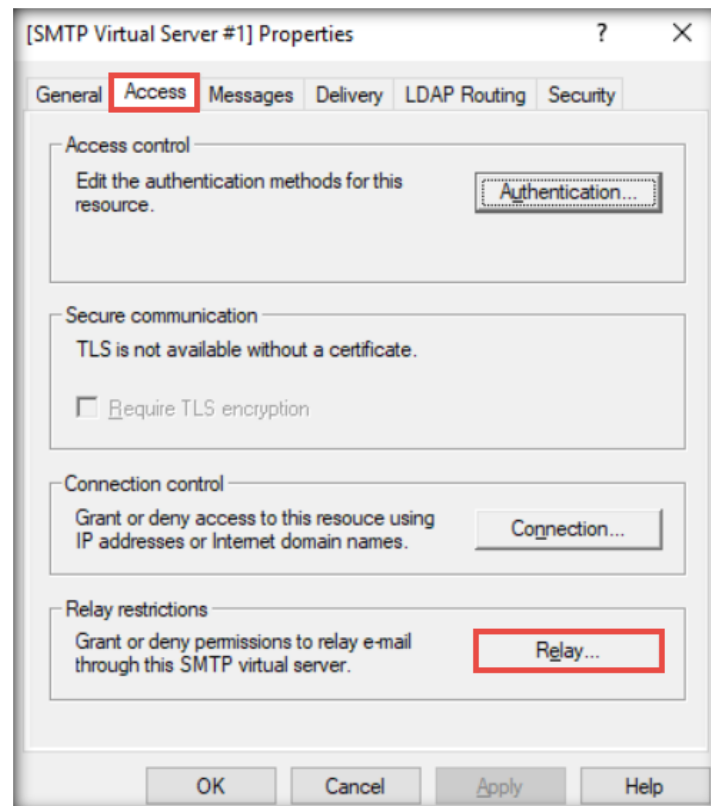 [SMTP Virtual Server #1] Properties ?
General Access Messages Delivery LDAP Routing Security
Access control
Edit the authentication methods for this
resource.
Authentication...
Secure communication
TLS is not available without a certificate.
Require TLS encryption
Connection control
Grant or deny access to this resouce using
IP addresses or Internet domain names.
Connection...
Relay restrictions
Grant or deny permissions to relay e-mail
through this SMTP virtual server.
Relay...
OK Cancel Apply Help